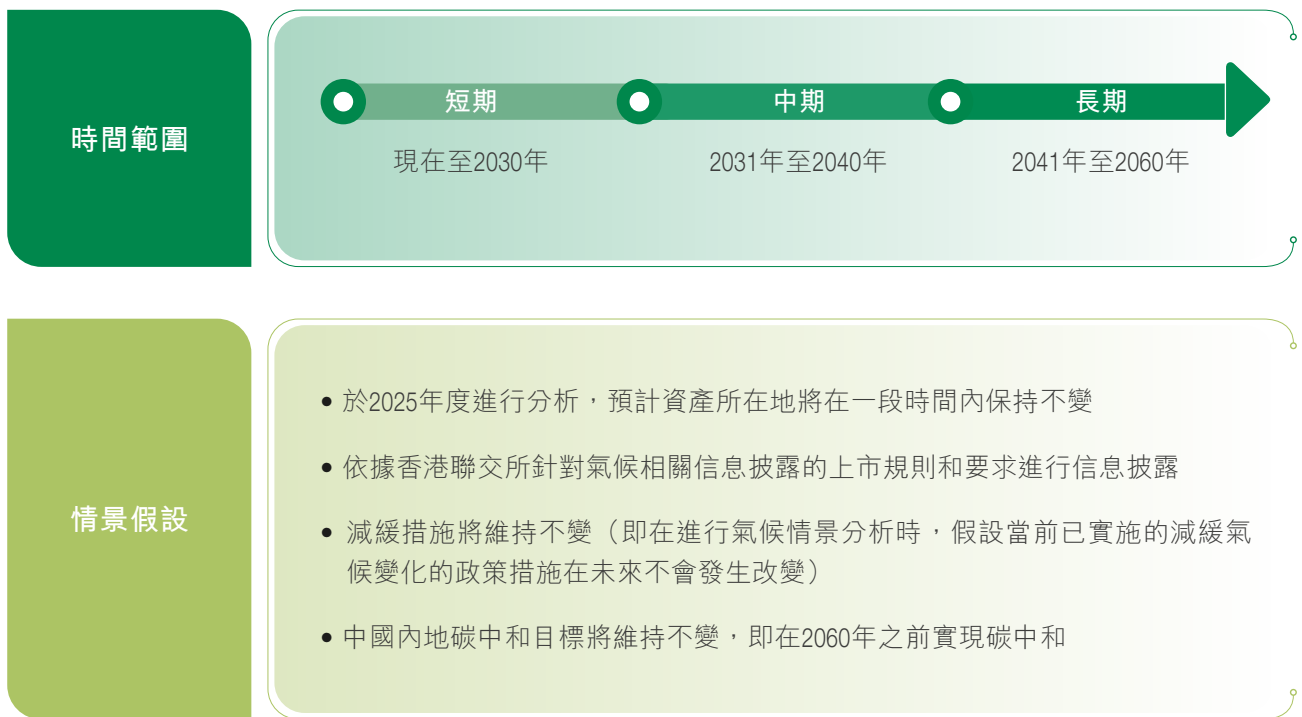 時間範圍
短期
中期
長期
現在至2030年
2031年至2040年
2041年至2060年
情景假設
• 於2025年度進行分析，預計資產所在地將在一段時間內保持不變
• 依據香港聯交所針對氣候相關信息披露的上市規則和要求進行信息披露
• 減緩措施將維持不變（即在進行氣候情景分析時，假設當前已實施的減緩氣
候變化的政策措施在未來不會發生改變）
• 中國內地碳中和目標將維持不變，即在2060年之前實現碳中和